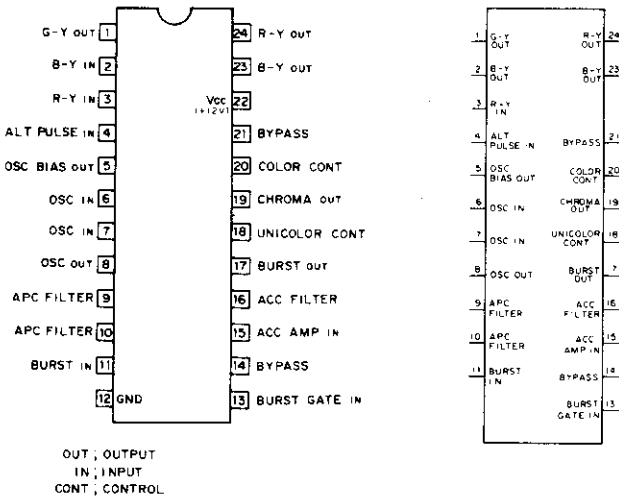 G-Y OUT 1
24 R-Y OUT
B-Y IN 2
23 B-Y OUT
R-Y IN 3
Vcc
(+12V)
22
ALT PULSE IN 4
21 BYPASS
OSC BIAS OUT 5
20 COLOR CONT
OSC IN 6
19 CHROMA OUT
OSC IN 7
18 UNICOLOR CONT
OSC OUT 8
17 BURST OUT
APC FILTER 9
16 ACC FILTER
APC FILTER 10
15 ACC AMP IN
BURST IN 11
14 BYPASS
12 GND
13 BURST GATE IN
OUT ; OUTPUT
IN ; INPUT
CONT ; CONTROL
1 G-Y
OUT
R-Y 24
OUT
2 B-Y
OUT
B-Y 23
OUT
3 R-Y
IN
4 ALT
PULSE IN
BYPASS 21
5 OSC
BIAS OUT
COLOR 20
CONT
6 OSC IN
CHROMA 19
OUT
7 OSC IN
UNICOLOR 18
CONT
8 OSC OUT
BURST 7
OUT
9 APC
FILTER
ACC 16
FILTER
10 APC
FILTER
ACC 15
AMP IN
11 BURST
IN
BYPASS 14
BURST 13
GATE IN